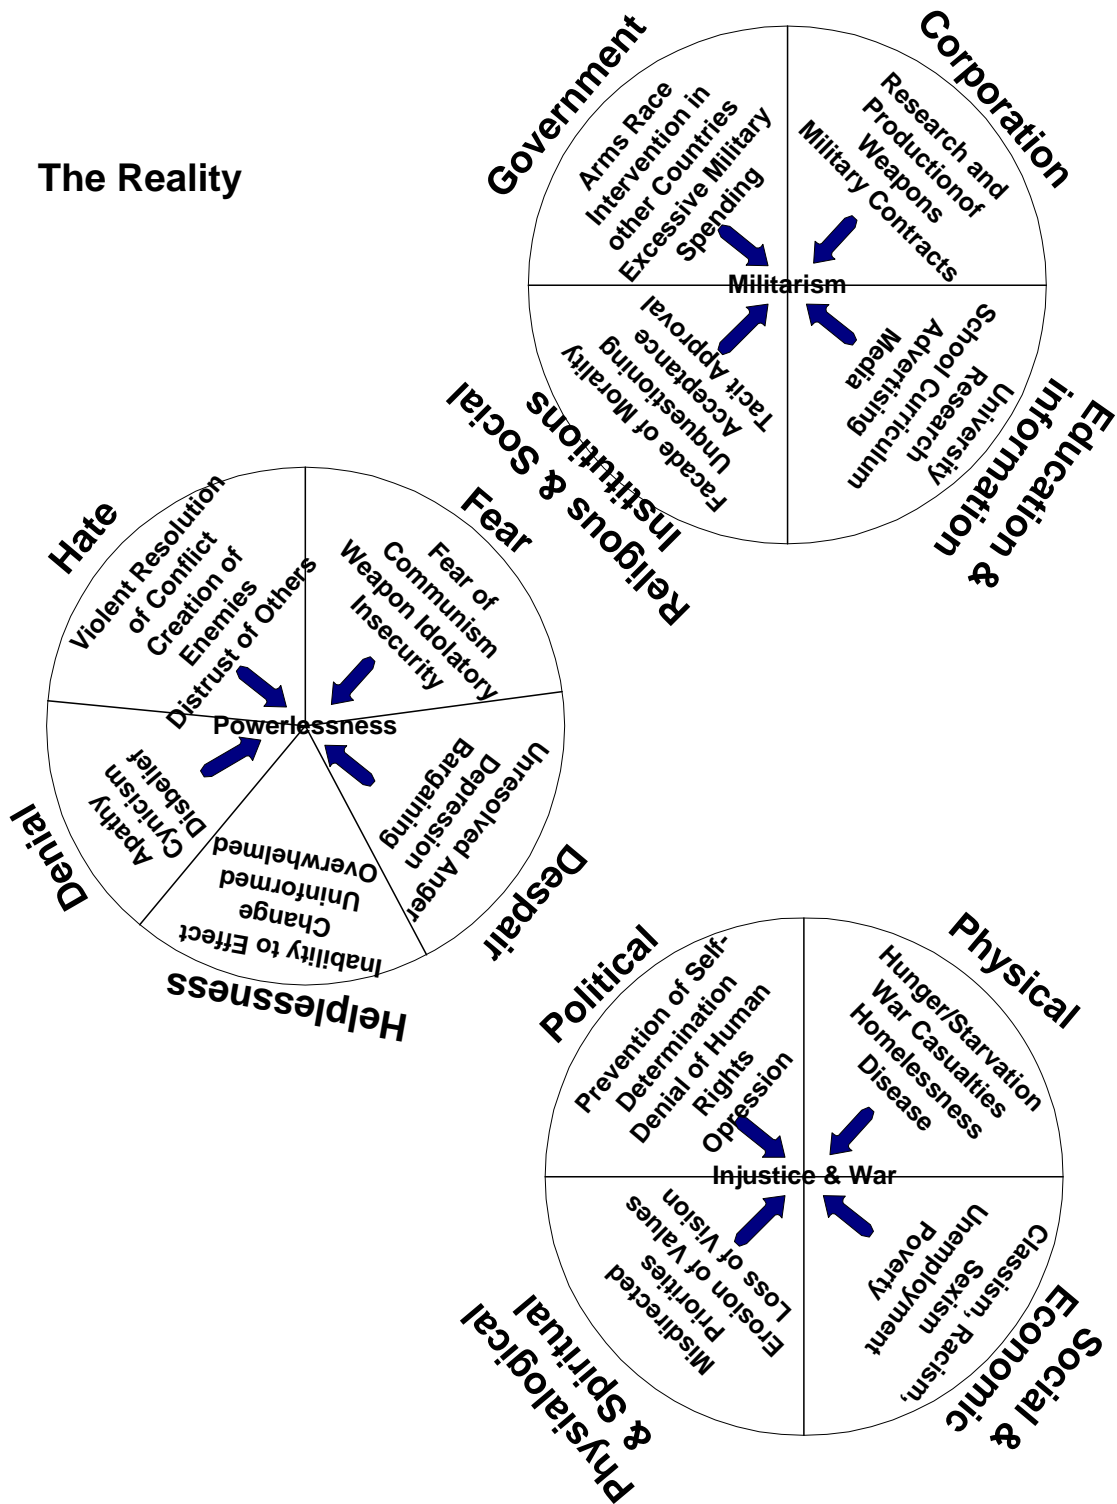 The Reality
Government
Arms Race
Intervention in
other Countries
Excessive Military
Spending
Corporation
Research and
Productionof
Weapons
Military Contracts
Militarism
Education &
information
University
Research
School Curriculum
Advertising
Media
Religous & Social
Institutions
Facade of Morality
Unquestioning
Acceptance
Tacit Approval
Hate
Violent Resolution
of Conflict
Creation of
Enemies
Distrust of Others
Fear
Fear of
Communism
Weapon Idolatory
Insecurity
Powerlessness
Despair
Unresolved Anger
Depression
Bargaining
Helplessness
Inability to Effect
Change
Uninformed
Overwhelmed
Denial
Apathy
Cynicism
Disbelief
Political
Prevention of Self-
Determination
Denial of Human
Rights
Opression
Physical
Hunger/Starvation
War Casualties
Homelessness
Disease
Injustice & War
Social &
Economic
Classism, Racism,
Sexism
Unemployment
Poverty
Physialogical
& Spiritual
Misdirected
Priorities
Erosion of Values
Loss of Vision